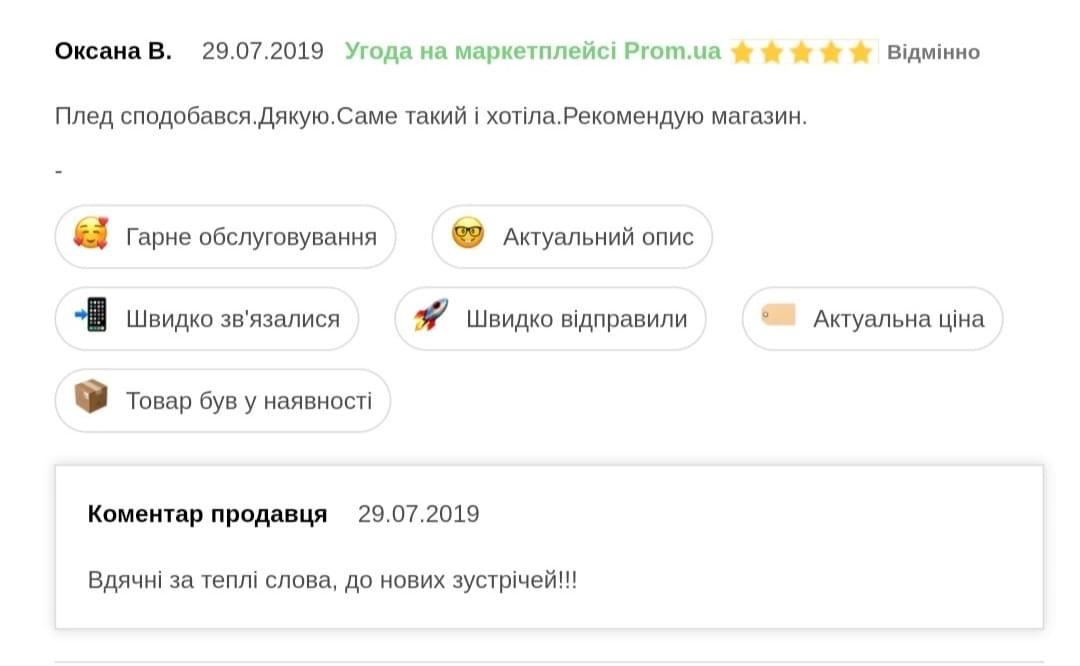 Оксана В. 29.07.2019 Угода на маркетплейсі Prom.ua Відмінно
Плед сподобався.Дякую.Саме такий і хотіла.Рекомендую магазин.
-
Гарне обслуговування Актуальний опис
Швидко зв'язалися Швидко відправили Актуальна ціна
Товар був у наявності
Коментар продавця 29.07.2019
Вдячні за теплі слова, до нових зустрічей!!!